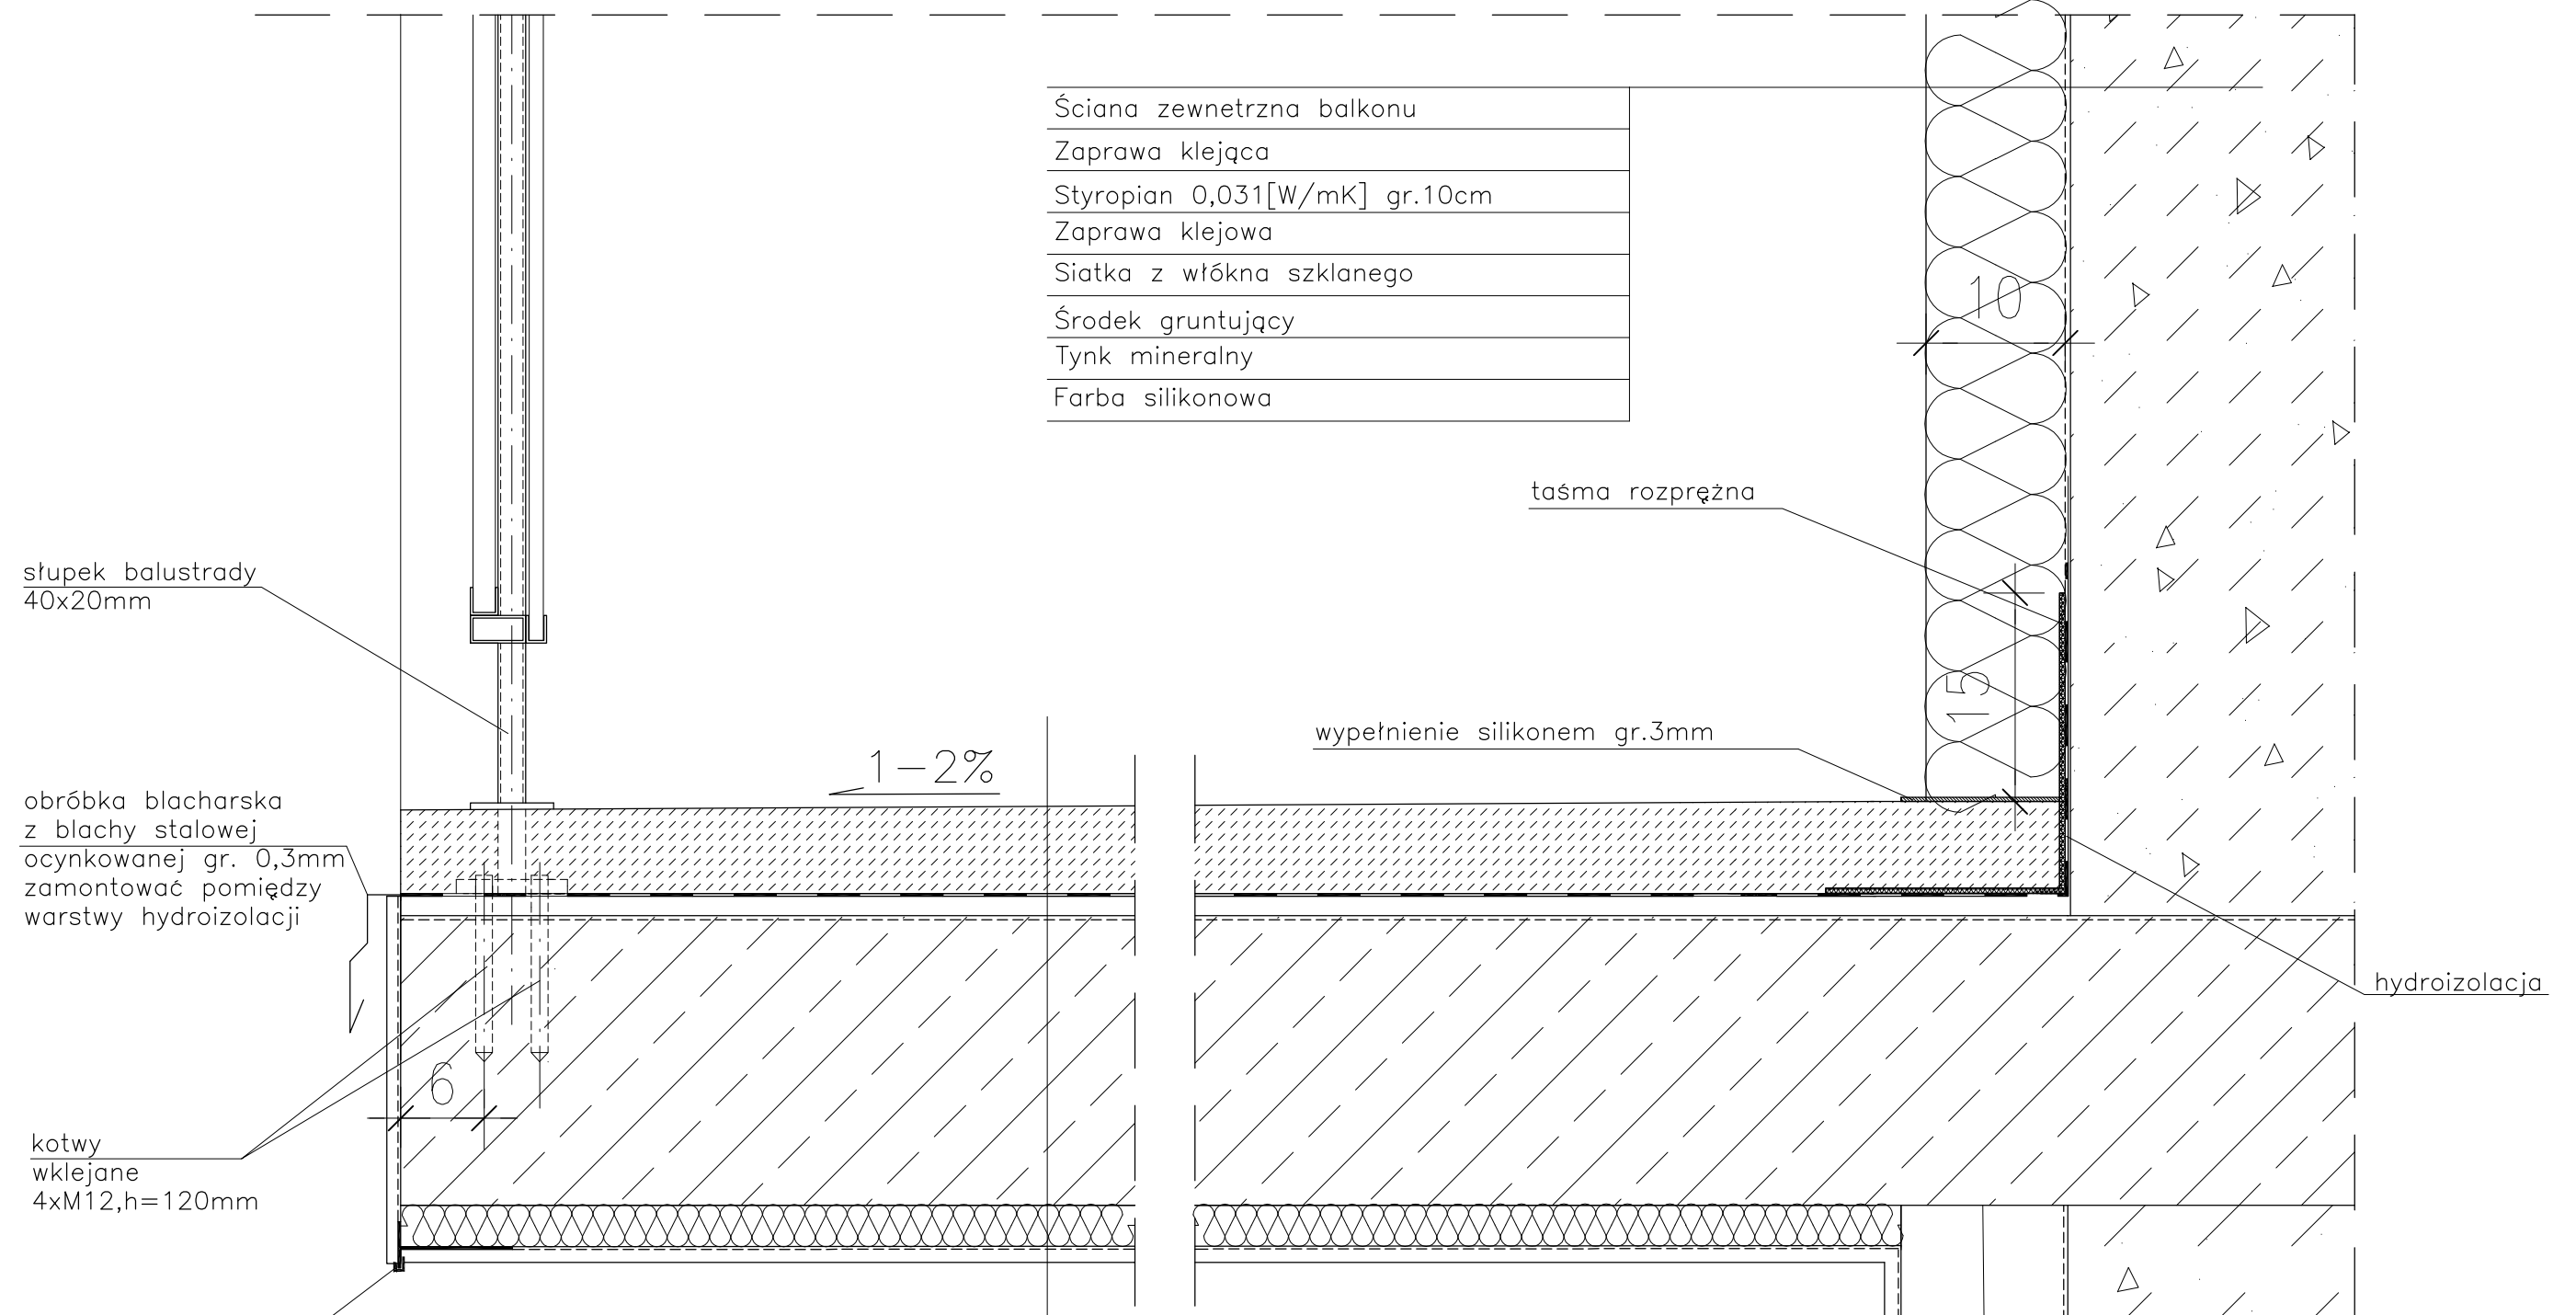 Ściana zewnetrzna balkonu
Zaprawa klejąca
Styropian 0,031[W/mK] gr.10cm
Zaprawa klejowa
Siatka z włókna szklanego
Środek gruntujący
Tynk mineralny
Farba silikonowa
10
taśma rozprężna
słupek balustrady
40x20mm
15
wypełnienie silikonem gr.3mm
1-2%
obróbka blacharska
z blachy stalowej
ocynkowanej gr. 0,3mm
zamontować pomiędzy
warstwy hydroizolacji
hydroizolacja
6
kotwy
wklejane
4xM12,h=120mm